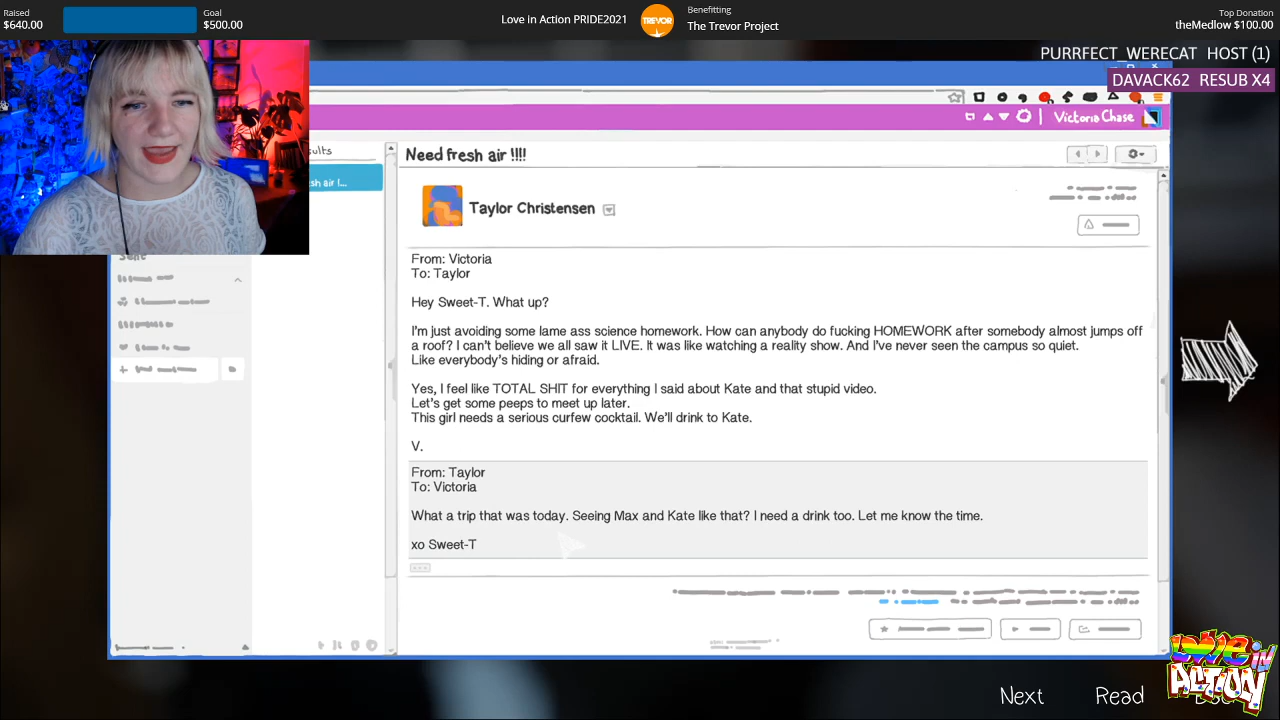 Raised
$640.00
Goal
$500.00
Love in Action PRIDE2021
TREVOR
Benefitting
The Trevor Project
Top Donation
theMedlow $100.00
PURRFECT_WERECAT HOST (1)
DAVACK62 RESUB X4
Victoria Chase
Need fresh air !!!!
sh air !...
Taylor Christensen
From: Victoria
To: Taylor
Hey Sweet-T. What up?
I'm just avoiding some lame ass science homework. How can anybody do fucking HOMEWORK after somebody almost jumps off
a roof? I can't believe we all saw it LIVE. It was like watching a reality show. And I've never seen the campus so quiet.
Like everybody's hiding or afraid.
Yes, I feel like TOTAL SHIT for everything I said about Kate and that stupid video.
Let's get some peeps to meet up later.
This girl needs a serious curfew cocktail. We'll drink to Kate.
V.
From: Taylor
To: Victoria
What a trip that was today. Seeing Max and Kate like that? I need a drink too. Let me know the time.
xo Sweet-T
Next
Read
Love in
ACTION